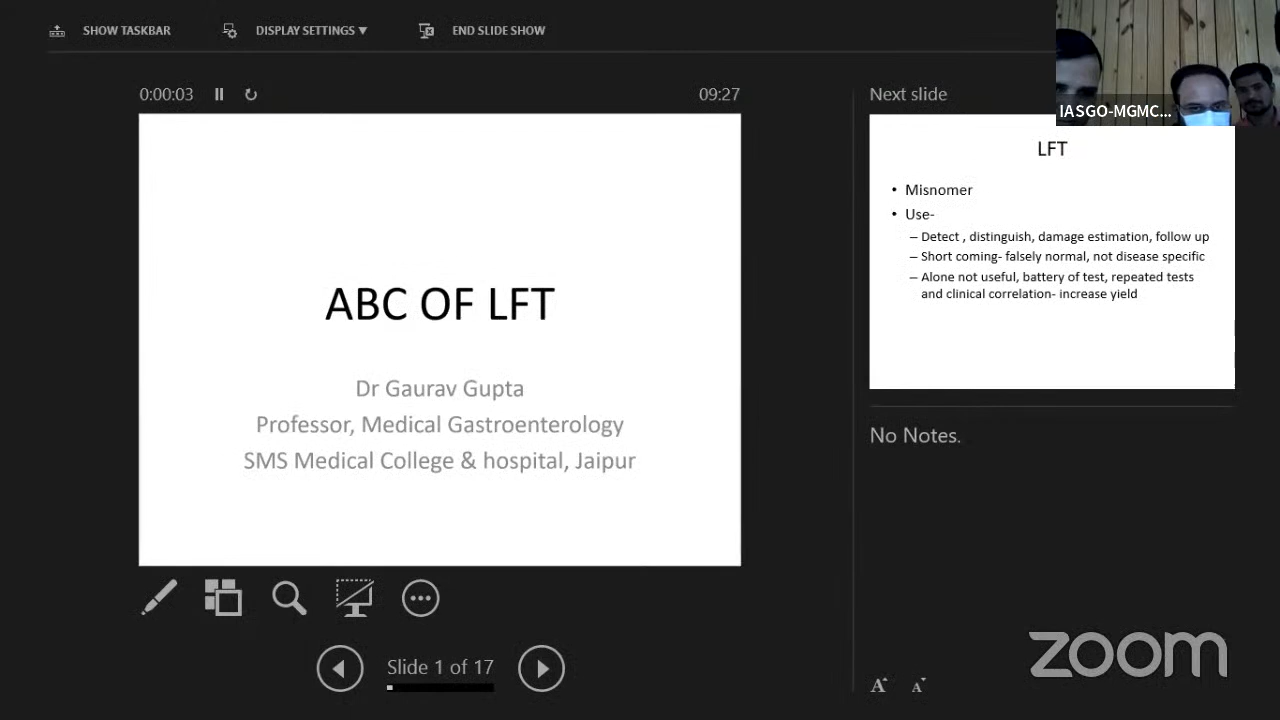 SHOW TASKBAR
DISPLAY SETTINGS ▼
END SLIDE SHOW
0:00:03
09:27
Next slide
IASGO-MGMC...
ABC OF LFT
Dr Gaurav Gupta
Professor, Medical Gastroenterology
SMS Medical College & hospital, Jaipur
LFT
• Misnomer
• Use-
– Detect , distinguish, damage estimation, follow up
– Short coming- falsely normal, not disease specific
– Alone not useful, battery of test, repeated tests
and clinical correlation- increase yield
No Notes.
Slide 1 of 17
A A
zoom